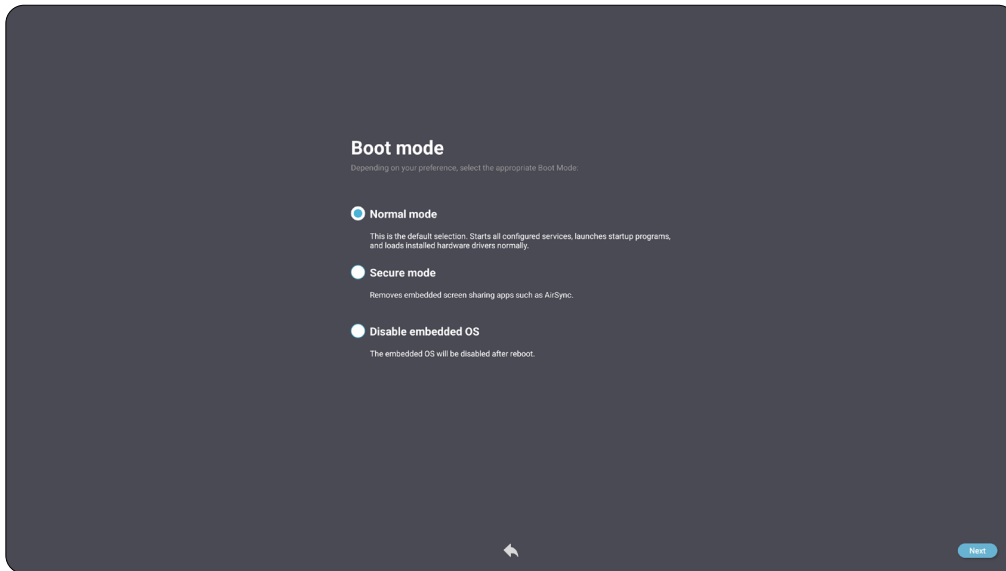 Boot mode
Depending on your preference, select the appropriate Boot Mode
Normal mode
This is the default selection. Starts all configured services, launches startup programs,
and loads installed hardware drivers normally.
Secure mode
Removes embedded screen sharing apps such as AirSync.
Disable embedded OS
The embedded OS will be disabled after reboot.
Next